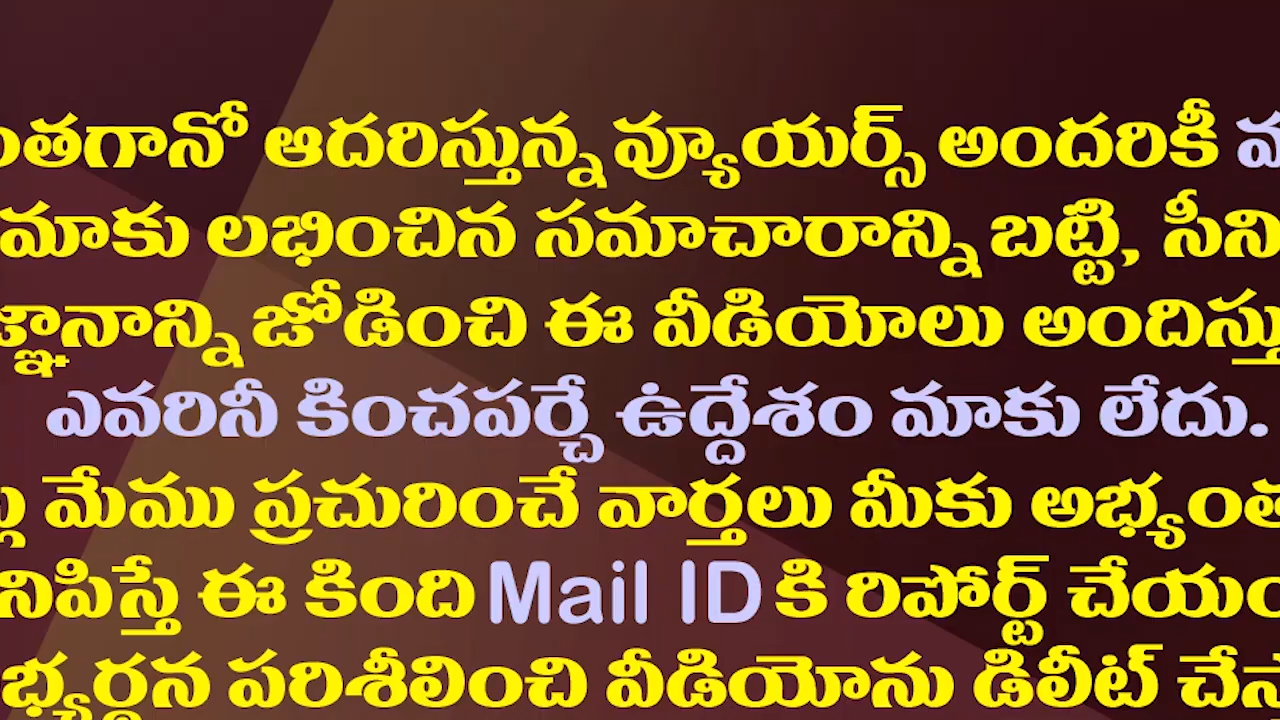 ంతగానో ఆదరిస్తున్న వ్యూయర్స్ అందరికీ
మాకు లభించిన సమాచారాన్ని బట్టి, సీని
జ్ఞానాన్ని జోడించి ఈ వీడియోలు అందిస్తు
ఎవరినీ కించపర్చే ఉద్దేశం మాకు లేదు.
మేము ప్రచురించే వార్తలు మీకు అభ్యంత
నిపిస్తే ఈ కింది Mail ID కి రిపోర్ట్ చేయం
భ్యర్థన పరిశీలించి వీడియోను డిలీట్ చేస